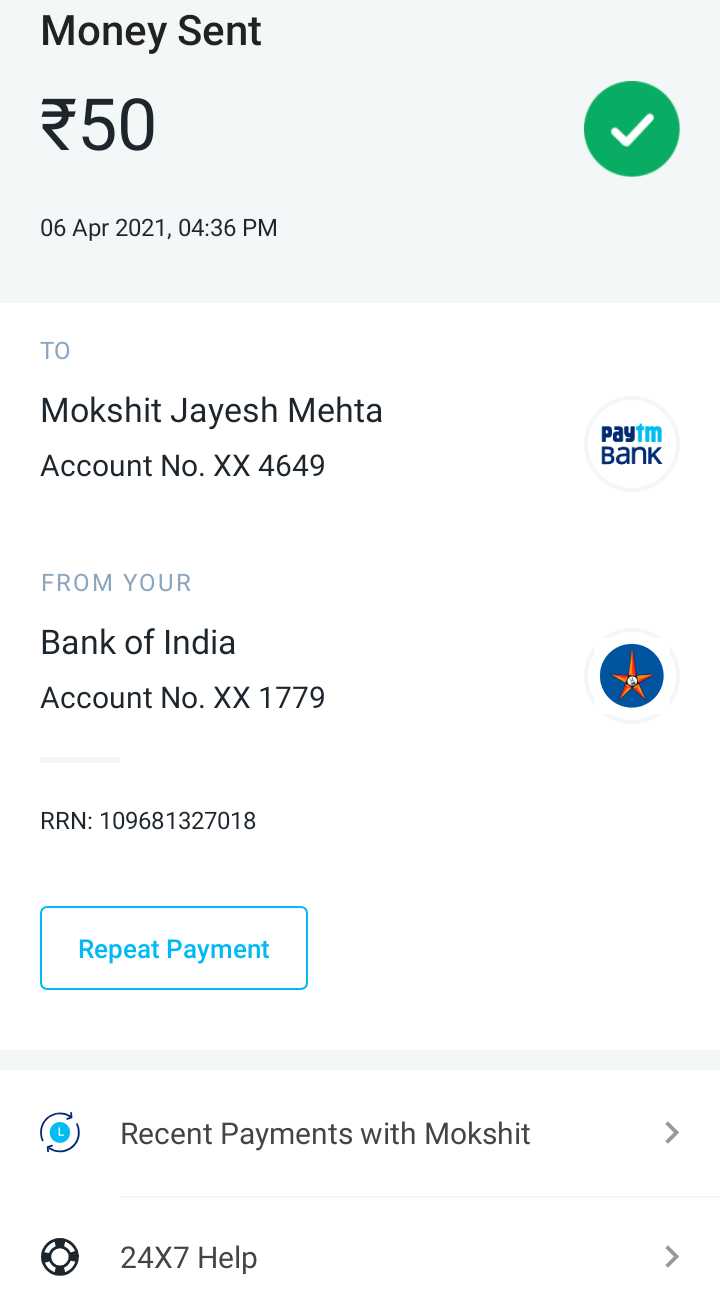 Money Sent
₹50
06 Apr 2021, 04:36 PM
TO
Mokshit Jayesh Mehta
Account No. XX 4649
paytm
BANK
FROM YOUR
Bank of India
Account No. XX 1779
RRN: 109681327018
Repeat Payment
Recent Payments with Mokshit
24X7 Help